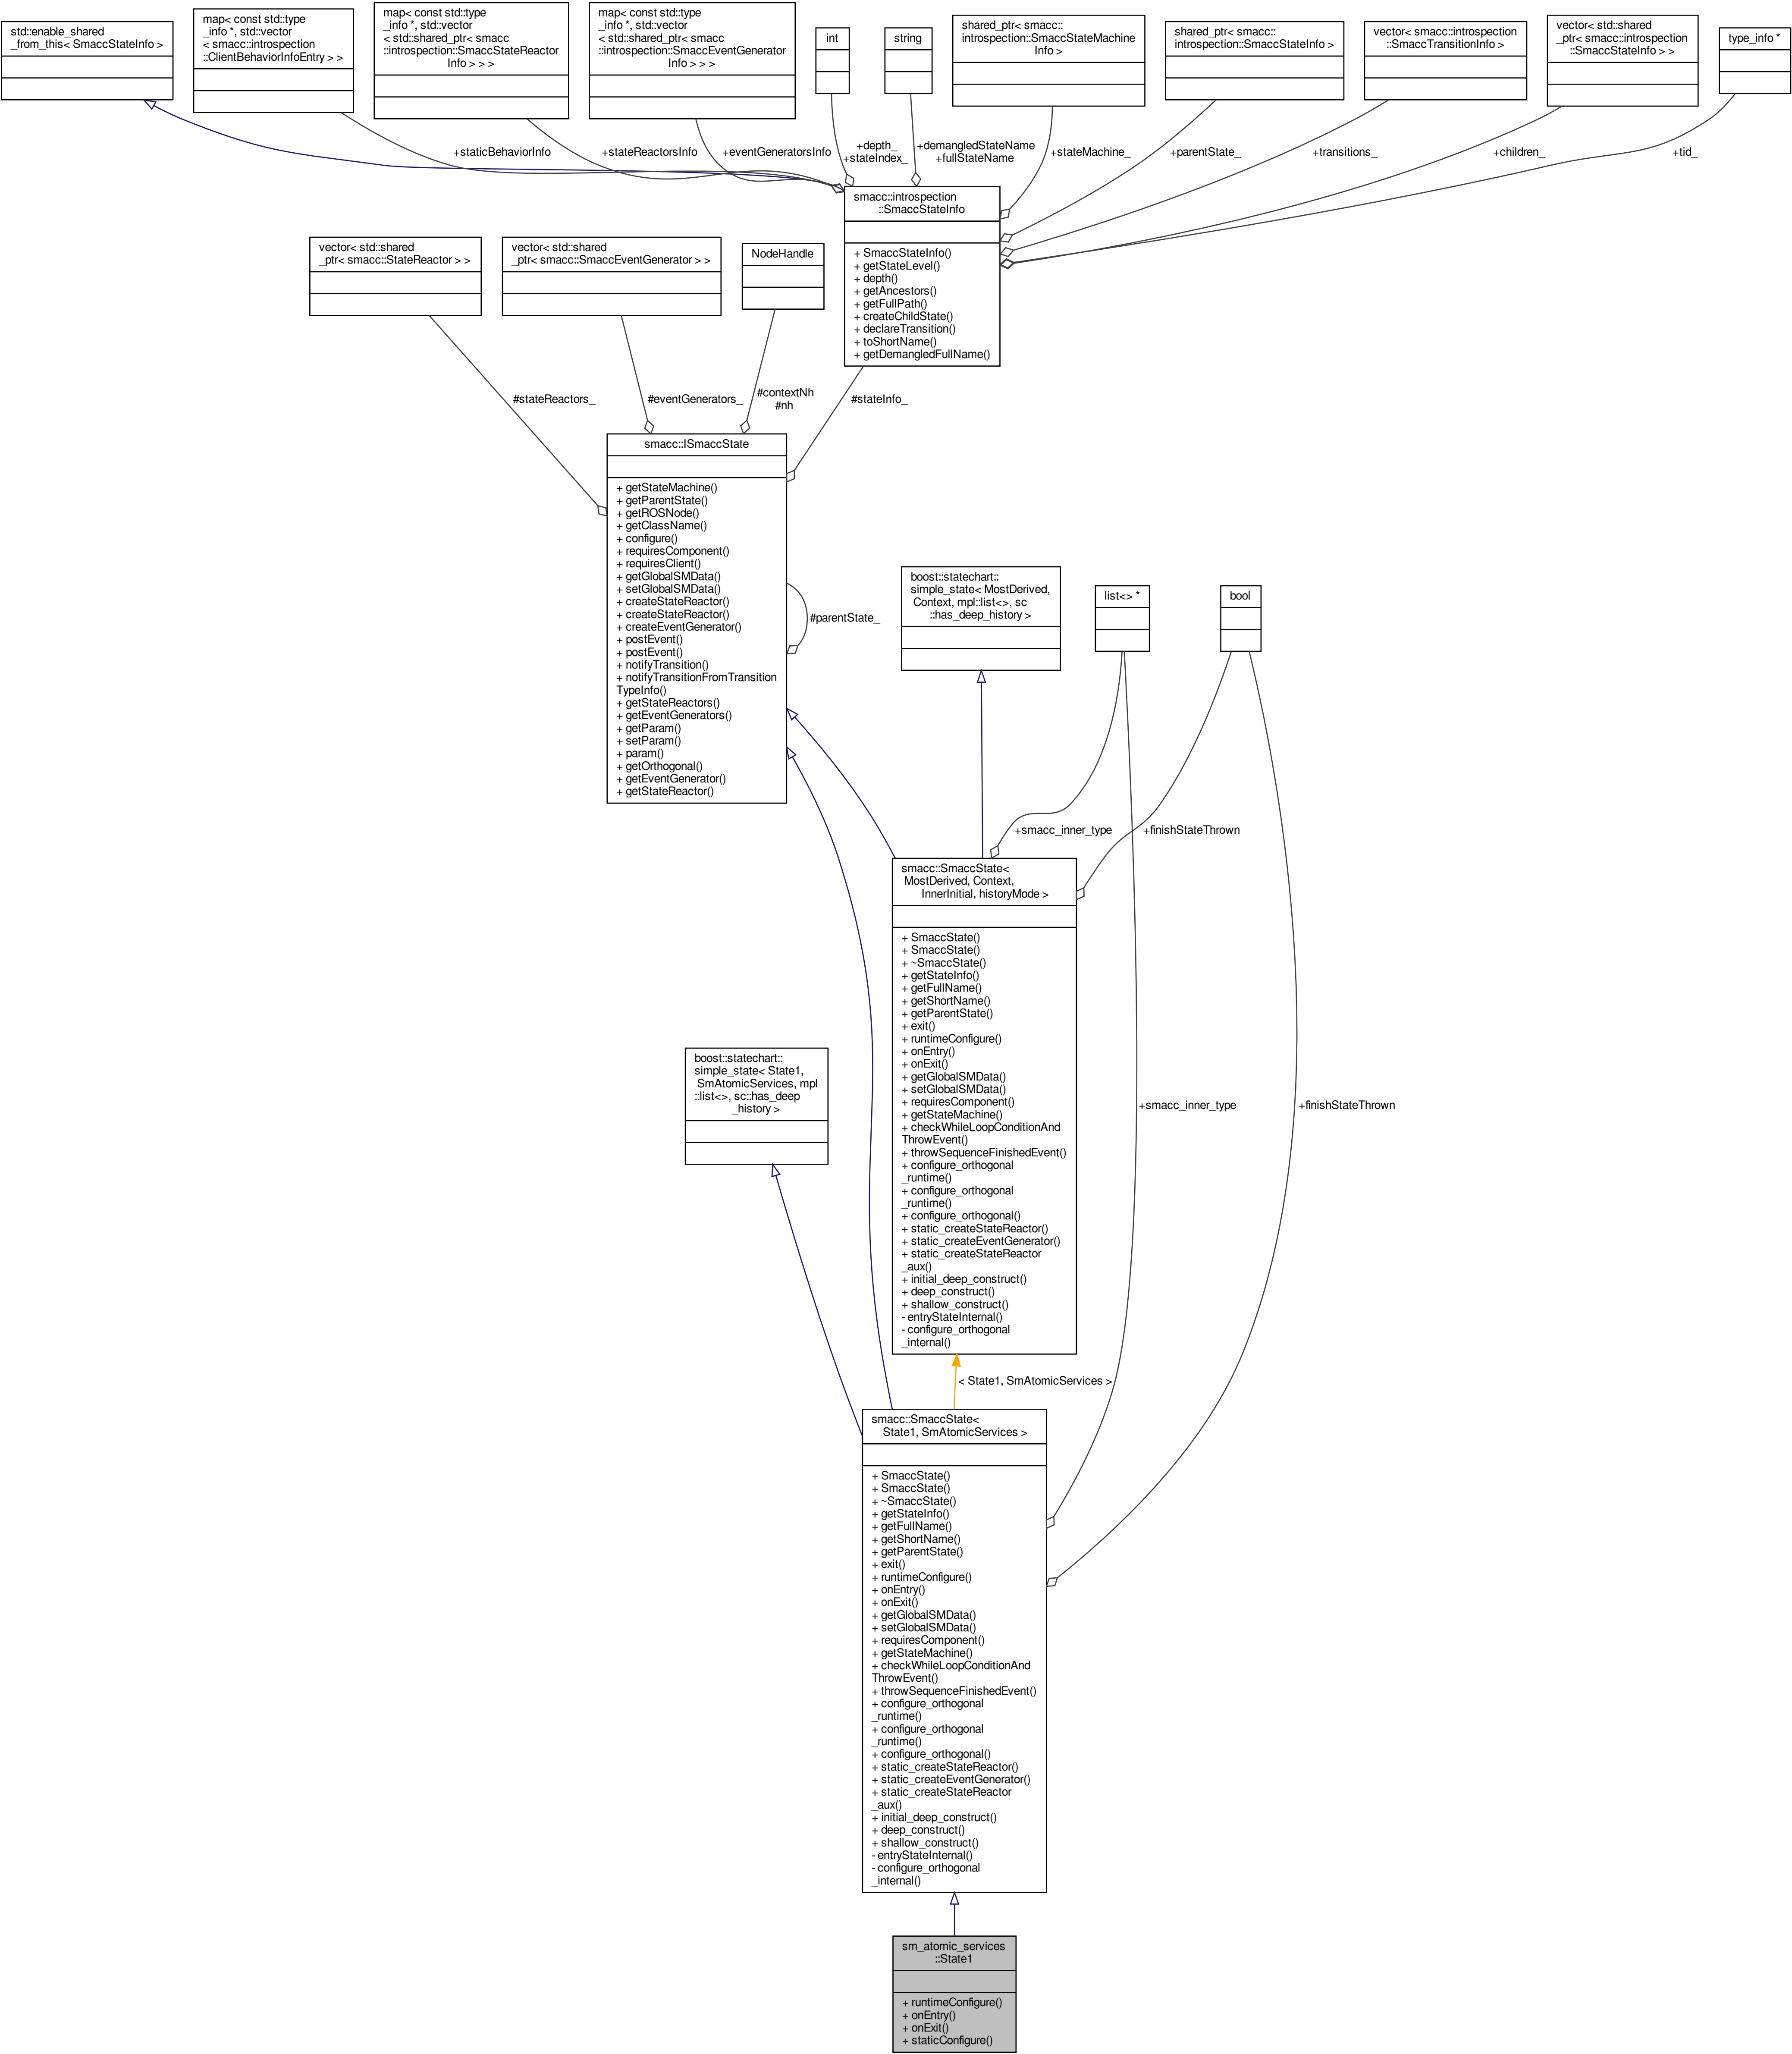 std::enable_shared
_from_this< SmaccStateInfo >
map< const std::type
_info *, std::vector
< smacc::introspection
::ClientBehaviorInfoEntry > >
map< const std::type
_info *, std::vector
< std::shared_ptr< smacc
::introspection::SmaccStateReactor
Info > > >
map< const std::type
_info *, std::vector
< std::shared_ptr< smacc
::introspection::SmaccEventGenerator
Info > > >
int
string
shared_ptr< smacc::
introspection::SmaccStateMachine
Info >
shared_ptr< smacc::
introspection::SmaccStateInfo >
vector< smacc::introspection
::SmaccTransitionInfo >
vector< std::shared
_ptr< smacc::introspection
::SmaccStateInfo > >
type_info *
+staticBehaviorInfo
+stateReactorsInfo
+eventGeneratorsInfo
+depth_
+stateIndex_
+demangledStateName
+fullStateName
+stateMachine_
+parentState_
+transitions_
+children_
+tid_
smacc::introspection
::SmaccStateInfo
+ SmaccStateInfo()
+ getStateLevel()
+ depth()
+ getAncestors()
+ getFullPath()
+ createChildState()
+ declareTransition()
+ toShortName()
+ getDemangledFullName()
vector< std::shared
_ptr< smacc::StateReactor > >
vector< std::shared
_ptr< smacc::SmaccEventGenerator > >
NodeHandle
#stateReactors_
#eventGenerators_
#contextNh
#nh
#stateInfo_
smacc::ISmaccState
+ getStateMachine()
+ getParentState()
+ getROSNode()
+ getClassName()
+ configure()
+ requiresComponent()
+ requiresClient()
+ getGlobalSMData()
+ setGlobalSMData()
+ createStateReactor()
+ createStateReactor()
+ createEventGenerator()
+ postEvent()
+ postEvent()
+ notifyTransition()
+ notifyTransitionFromTransition
TypeInfo()
+ getStateReactors()
+ getEventGenerators()
+ getParam()
+ setParam()
+ param()
+ getOrthogonal()
+ getEventGenerator()
+ getStateReactor()
#parentState_
boost::statechart::
simple_state< MostDerived,
Context, mpl::list<>, sc
::has_deep_history >
list<> *
bool
+smacc_inner_type
+finishStateThrown
smacc::SmaccState<
MostDerived, Context,
InnerInitial, historyMode >
+ SmaccState()
+ SmaccState()
+ ~SmaccState()
+ getStateInfo()
+ getFullName()
+ getShortName()
+ getParentState()
+ exit()
+ runtimeConfigure()
+ onEntry()
+ onExit()
+ getGlobalSMData()
+ setGlobalSMData()
+ requiresComponent()
+ getStateMachine()
+ checkWhileLoopConditionAnd
ThrowEvent()
+ throwSequenceFinishedEvent()
+ configure_orthogonal
_runtime()
+ configure_orthogonal
_runtime()
+ configure_orthogonal()
+ static_createStateReactor()
+ static_createEventGenerator()
+ static_createStateReactor
_aux()
+ initial_deep_construct()
+ deep_construct()
+ shallow_construct()
- entryStateInternal()
- configure_orthogonal
_internal()
boost::statechart::
simple_state< State1,
SmAtomicServices, mpl
::list<>, sc::has_deep
_history >
+smacc_inner_type
+finishStateThrown
< State1, SmAtomicServices >
smacc::SmaccState<
State1, SmAtomicServices >
+ SmaccState()
+ SmaccState()
+ ~SmaccState()
+ getStateInfo()
+ getFullName()
+ getShortName()
+ getParentState()
+ exit()
+ runtimeConfigure()
+ onEntry()
+ onExit()
+ getGlobalSMData()
+ setGlobalSMData()
+ requiresComponent()
+ getStateMachine()
+ checkWhileLoopConditionAnd
ThrowEvent()
+ throwSequenceFinishedEvent()
+ configure_orthogonal
_runtime()
+ configure_orthogonal
_runtime()
+ configure_orthogonal()
+ static_createStateReactor()
+ static_createEventGenerator()
+ static_createStateReactor
_aux()
+ initial_deep_construct()
+ deep_construct()
+ shallow_construct()
- entryStateInternal()
- configure_orthogonal
_internal()
sm_atomic_services
::State1
+ runtimeConfigure()
+ onEntry()
+ onExit()
+ staticConfigure()